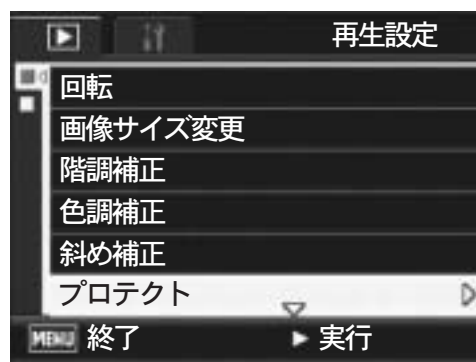 再生設定
回転
画像サイズ変更
階調補正
色調補正
斜め補正
プロテクト
MENU 終了 実行